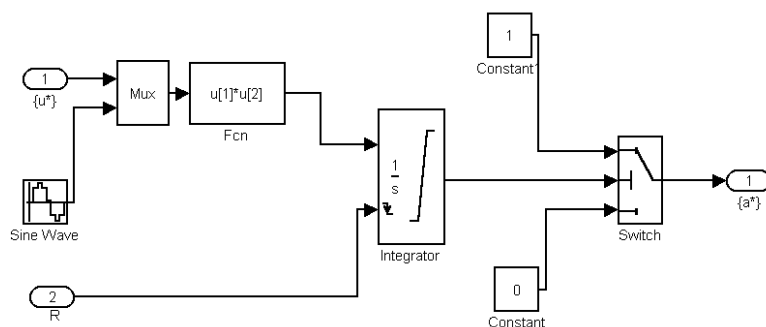 1
{u*}
Mux
u[1]*u[2]
Fcn
Sine Wave
2
R
1
s
Integrator
1
Constant1
0
Constant
Switch
1
{a*}